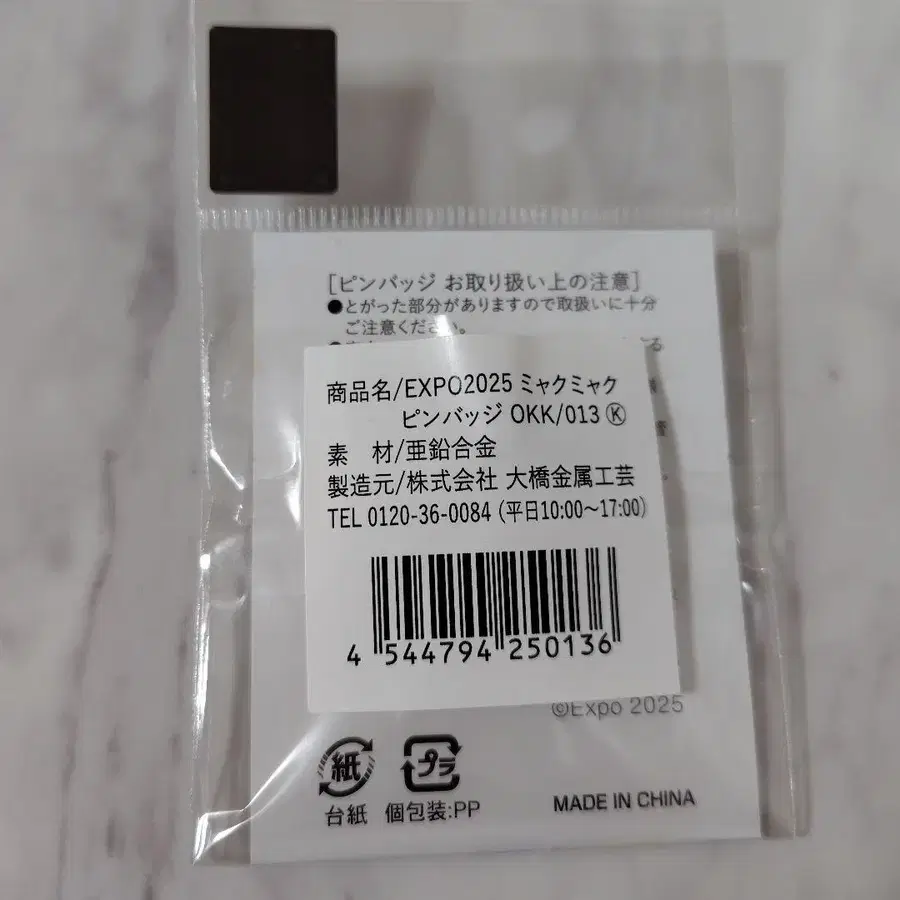 [ピンバッジ お取り扱い上の注意]
●とがった部分がありますので取扱いに十分
ご注意ください。
商品名/EXPO2025 ミャクミャク
ピンバッジ OKK/013 Ⓚ
素　材/亜鉛合金
製造元/株式会社 大橋金属工芸
TEL 0120-36-0084 (平日10:00～17:00)
4 544794 250136
©Expo 2025
紙
プラ
台紙 個包装:PP
MADE IN CHINA